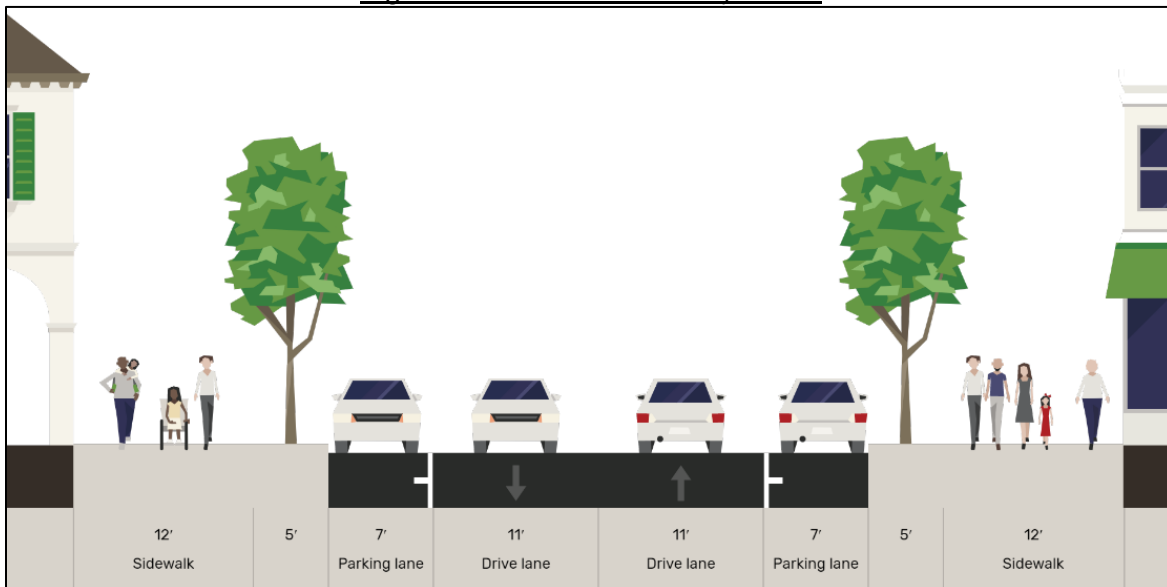 12′ 5′ 7′ 11′ 11′ 7′ 5′ 12′
Sidewalk Parking lane Drive lane Drive lane Parking lane Sidewalk